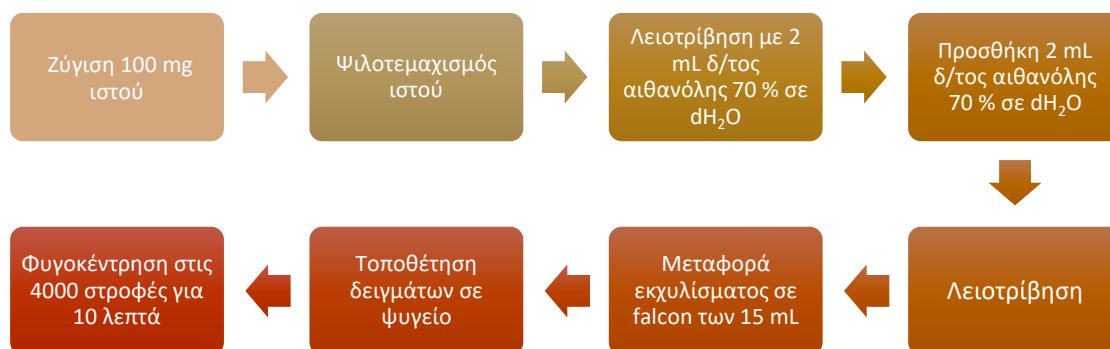 Ζύγιση 100 mg
ιστού
Ψιλοτεμαχισμός
ιστού
Λειοτρίβηση με 2
mL δ/τος
αιθανόλης 70 % σε
dH₂O
Προσθήκη 2 mL
δ/τος αιθανόλης
70 % σε dH₂O
Λειοτρίβηση
Μεταφορά
εκχυλίσματος σε
falcon των 15 mL
Τοποθέτηση
δειγμάτων σε
ψυγείο
Φυγοκέντρηση στις
4000 στροφές για
10 λεπτά